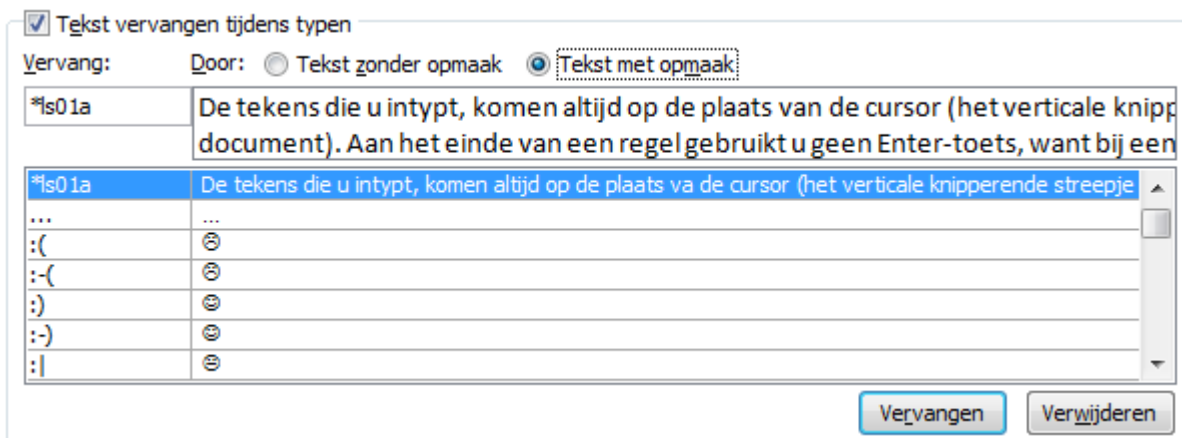 Tekst vervangen tijdens typen
Vervang: Door: Tekst zonder opmaak Tekst met opmaak
*ls01a De tekens die u intypt, komen altijd op de plaats van de cursor (het verticale knipp
document). Aan het einde van een regel gebruikt u geen Enter-toets, want bij een
*ls01a De tekens die u intypt, komen altijd op de plaats va de cursor (het verticale knipperende streepje
... ...
:( ☹
:-( ☹
:) ☺
:-) ☺
:| 😐
Vervangen Verwijderen